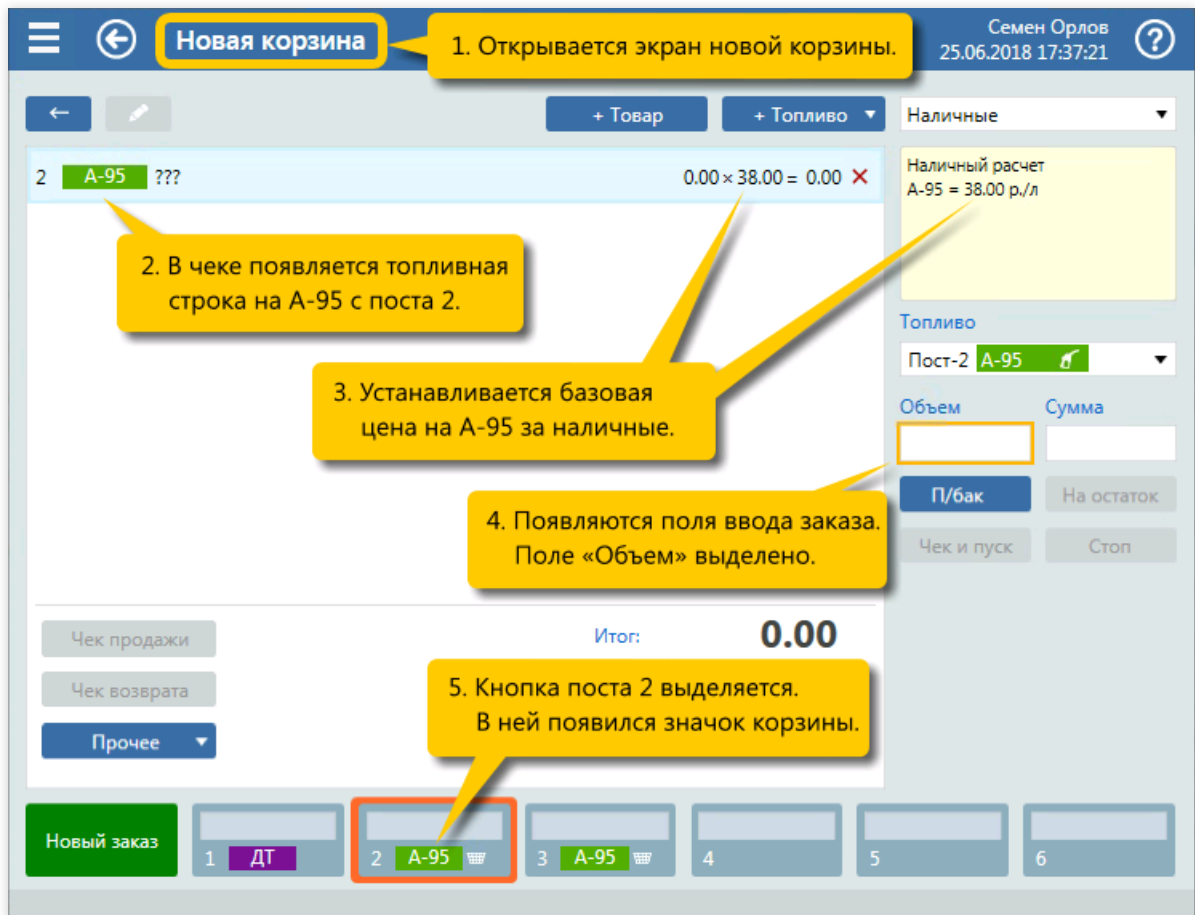 Новая корзина
1. Открывается экран новой корзины.
Семен Орлов
25.06.2018 17:37:21
?
←
+ Товар
+ Топливо
Наличные
2 А-95 ???
0.00 × 38.00 = 0.00 ×
Наличный расчет
А-95 = 38.00 р./л
2. В чеке появляется топливная
строка на А-95 с поста 2.
3. Устанавливается базовая
цена на А-95 за наличные.
Топливо
Пост-2 А-95
Объем
Сумма
П/бак
На остаток
4. Появляются поля ввода заказа.
Поле «Объем» выделено.
Чек и пуск
Стоп
Чек продажи
Итог:
0.00
Чек возврата
5. Кнопка поста 2 выделяется.
В ней появился значок корзины.
Прочее
Новый заказ
1 ДТ
2 А-95
3 А-95
4
5
6